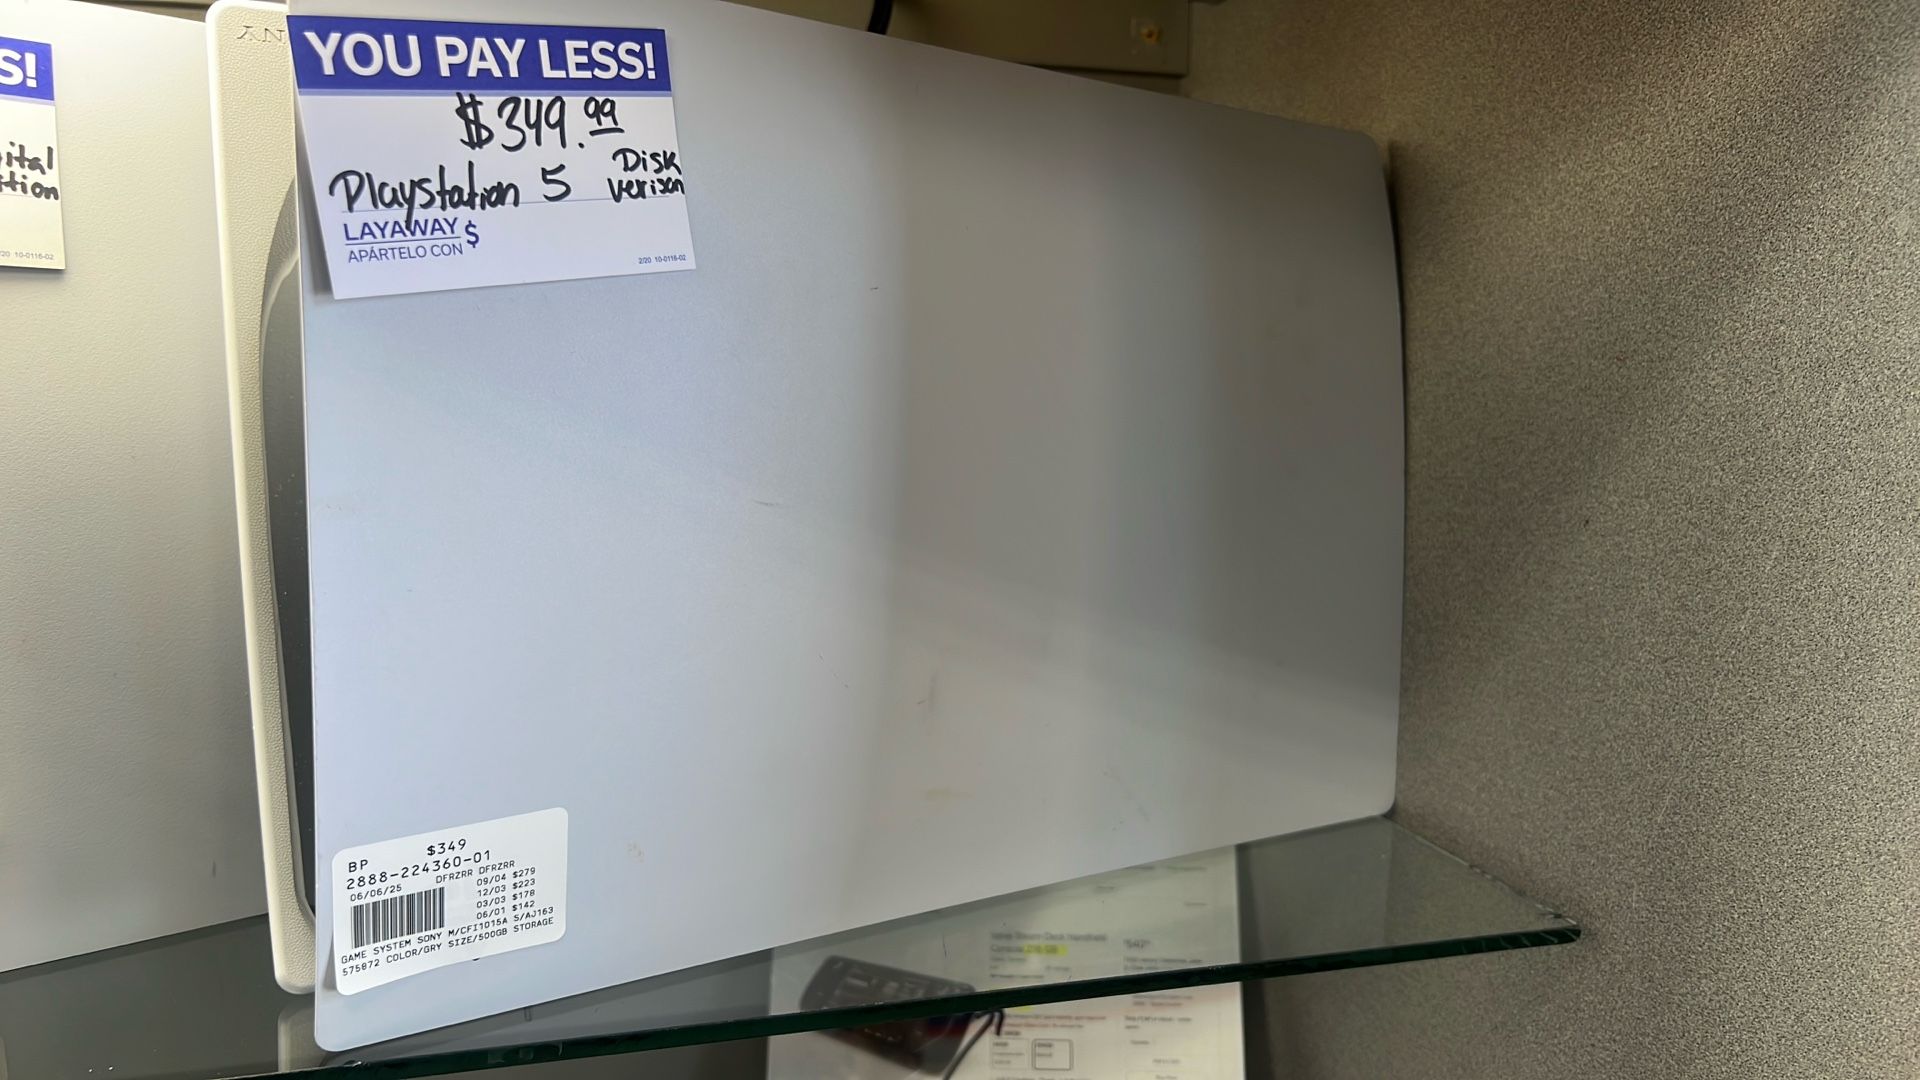 S!
ital
ition
/20 10-0116-02
YOU PAY LESS!
$349.99
Playstation 5 Disk
verison
LAYAWAY $
APÁRTELO CON
2/20 10-0116-02
BP $349
2888-224360-01
06/06/25 DFRZRR DFRZRR
09/04 $279
12/03 $223
03/03 $178
06/01 $142
GAME SYSTEM SONY M/CFI1015A S/AJ163
575872 COLOR/GRY SIZE/500GB STORAGE